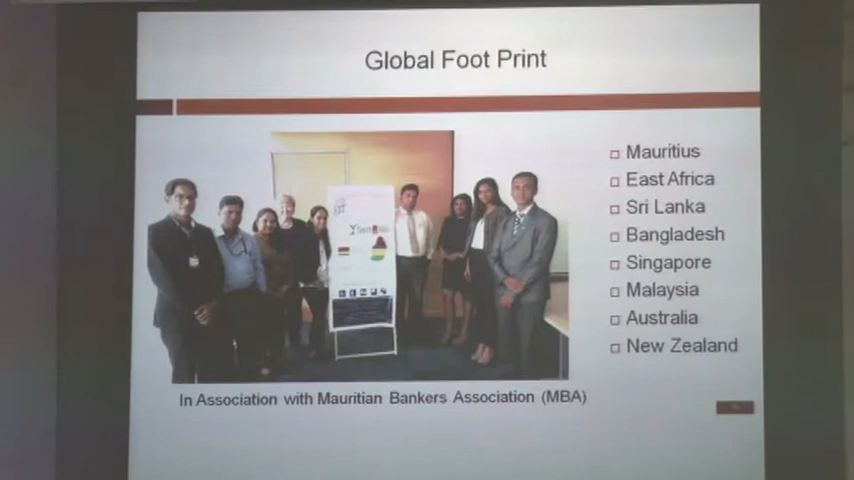 Global Foot Print
Mauritius
East Africa
Sri Lanka
Bangladesh
Singapore
Malaysia
Australia
New Zealand
In Association with Mauritian Bankers Association (MBA)